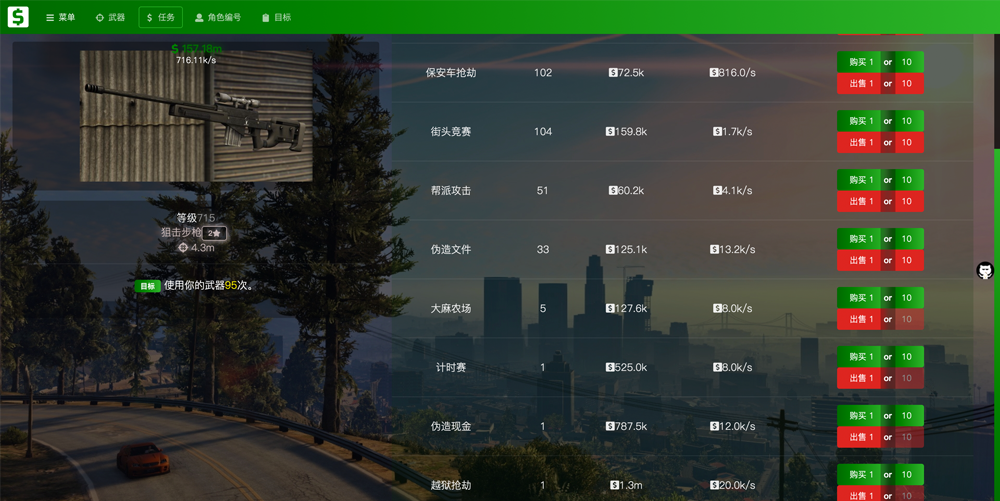 $ 菜单 武器 $ 任务 角色编号 目标
$ 157.18m
716.11k/s
等级715
狙击步枪 2★
4.3m
目标 使用你的武器95次。
保安车抢劫 102 $72.5k $816.0/s 购买 1 or 10
出售 1 or 10
街头竞赛 104 $159.8k $1.7k/s 购买 1 or 10
出售 1 or 10
帮派攻击 51 $60.2k $4.1k/s 购买 1 or 10
出售 1 or 10
伪造文件 33 $125.1k $13.2k/s 购买 1 or 10
出售 1 or 10
大麻农场 5 $127.6k $8.0k/s 购买 1 or 10
出售 1 or 10
计时赛 1 $525.0k $8.0k/s 购买 1 or 10
出售 1 or 10
伪造现金 1 $787.5k $12.0k/s 购买 1 or 10
出售 1 or 10
越狱抢劫 1 $1.3m $20.0k/s 购买 1 or 10
出售 1 or 10